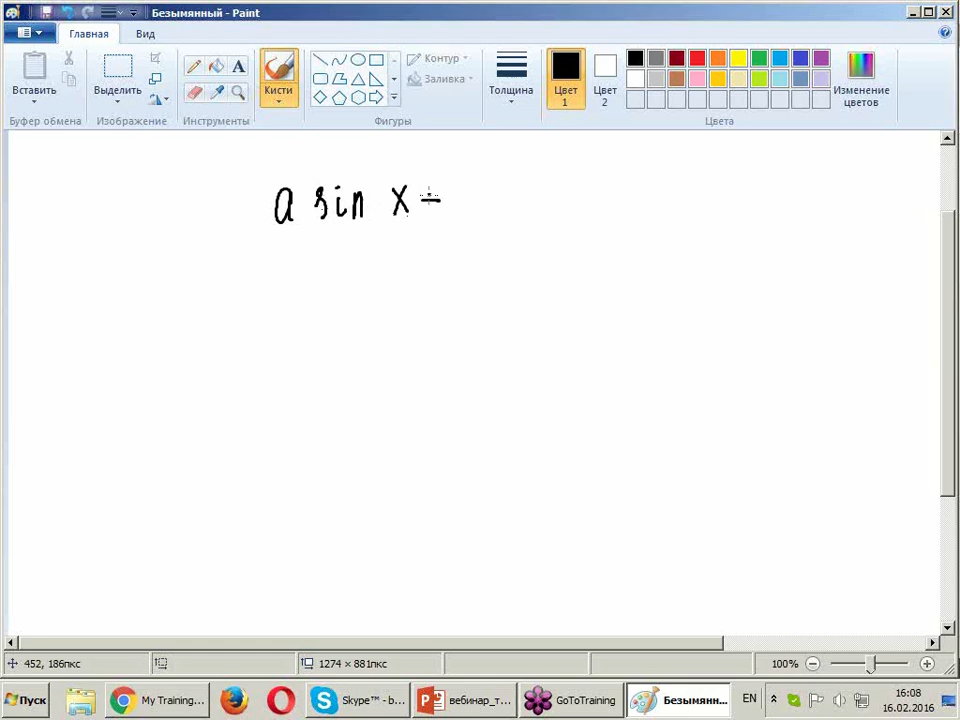 Безымянный - Paint
Главная
Вид
Вставить
Выделить
Кисти
Контур
Заливка
Толщина
Цвет 1
Цвет 2
Изменение цветов
Буфер обмена
Изображение
Инструменты
Фигуры
Цвета
a sin x
452, 186пкс
1274 × 881пкс
100%
Пуск
My Training...
Skype™ - b...
вебинар_т...
GoToTraining
Безымянн...
EN
16:08
16.02.2016